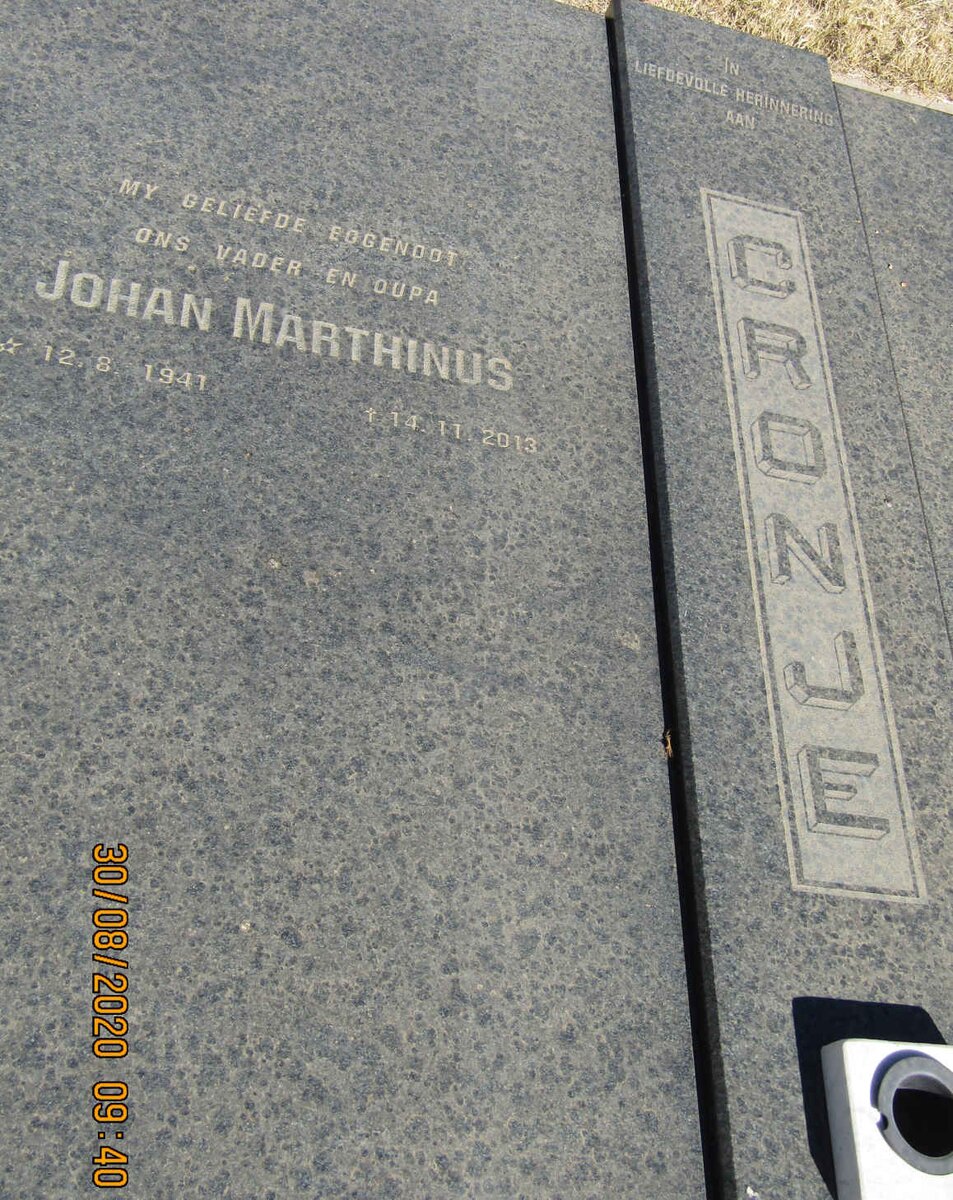 MY GELIEFDE EGGENOOT
ONS VADER EN OUPA
JOHAN MARTHINUS
☆ 12. 8. 1941
✝ 14. 11. 2013
IN
LIEFDEVOLLE HERINNERING
AAN
CRONJE
30/08/2020 09:40